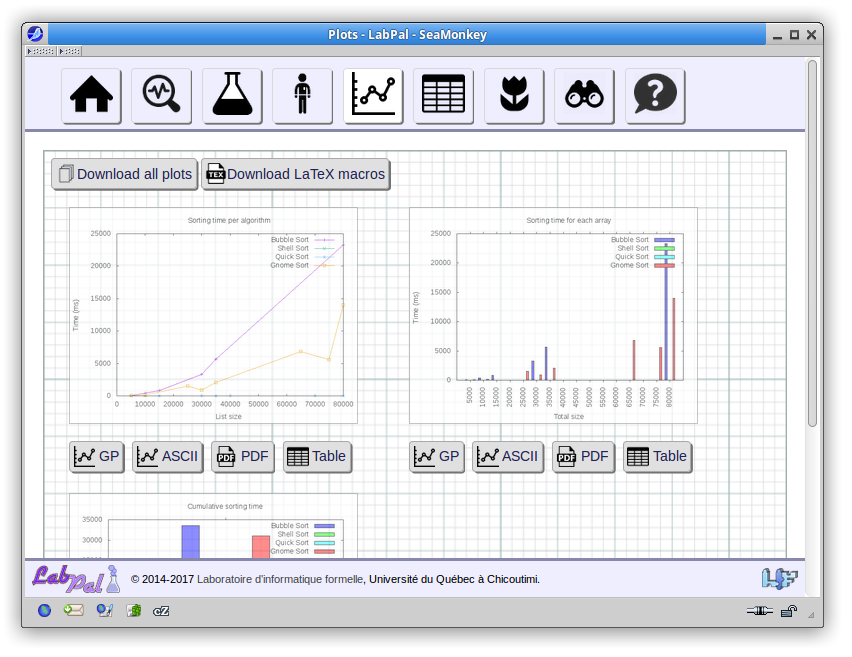 Plots - LabPal - SeaMonkey
Download all plots
Download LaTeX macros
Sorting time per algorithm
25000
20000
15000
10000
5000
0
Time (ms)
Bubble Sort
Shell Sort
Quick Sort
Gnome Sort
0 10000 20000 30000 40000 50000 60000 70000 80000
List size
Sorting time for each array
25000
20000
15000
10000
5000
0
Time (ms)
Bubble Sort
Shell Sort
Quick Sort
Gnome Sort
5000 10000 15000 20000 25000 30000 35000 40000 45000 50000 55000 60000 65000 70000 75000 80000
Total size
GP ASCII PDF PDF Table
GP ASCII PDF PDF Table
Cumulative sorting time
35000
30000
Bubble Sort
Shell Sort
Quick Sort
Gnome Sort
LabPal
© 2014-2017 Laboratoire d'informatique formelle, Université du Québec à Chicoutimi.
LIF
cZ